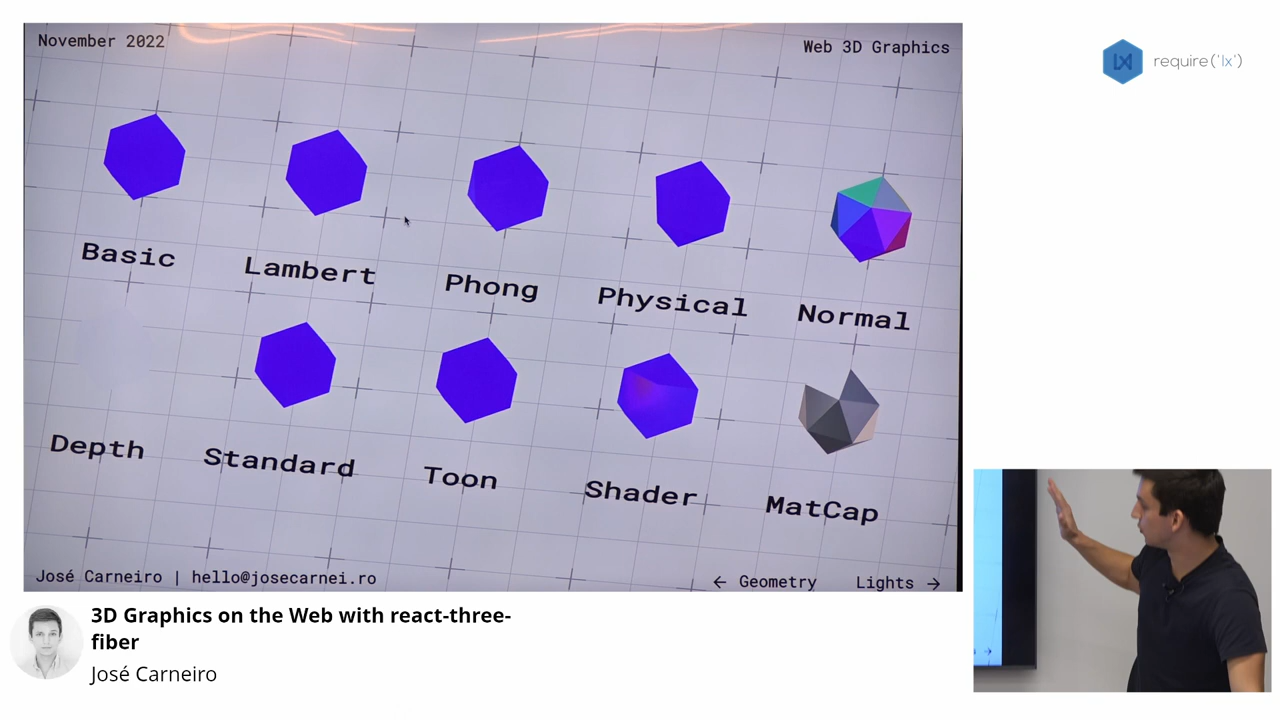 November 2022
Web 3D Graphics
require('lx')
Basic
Lambert
Phong
Physical
Normal
Depth
Standard
Toon
Shader
MatCap
José Carneiro | hello@josecarnei.ro
← Geometry
Lights →
3D Graphics on the Web with react-three-
fiber
José Carneiro